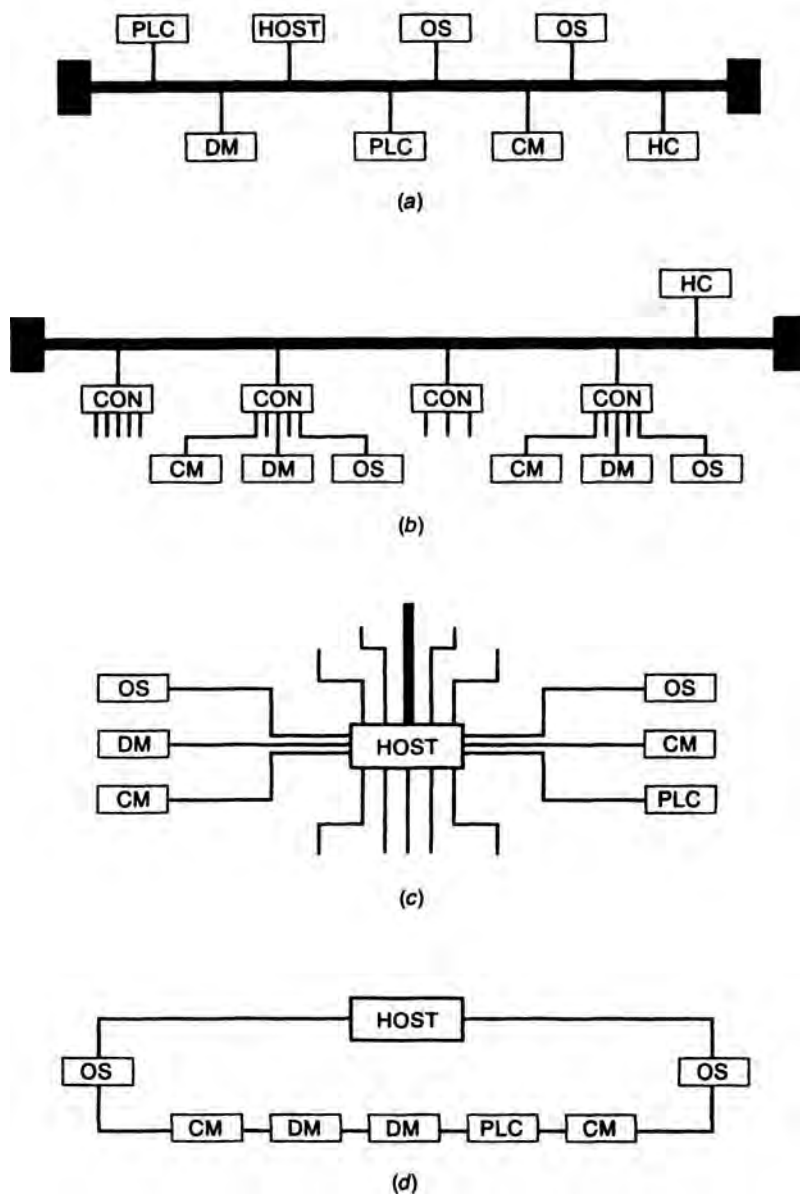 PLC HOST OS OS
DM PLC CM HC
(a)
HC
CON CON CON CON
CM DM OS CM DM OS
(b)
OS OS
DM HOST CM
CM PLC
(c)
HOST
OS OS
CM DM DM PLC CM
(d)